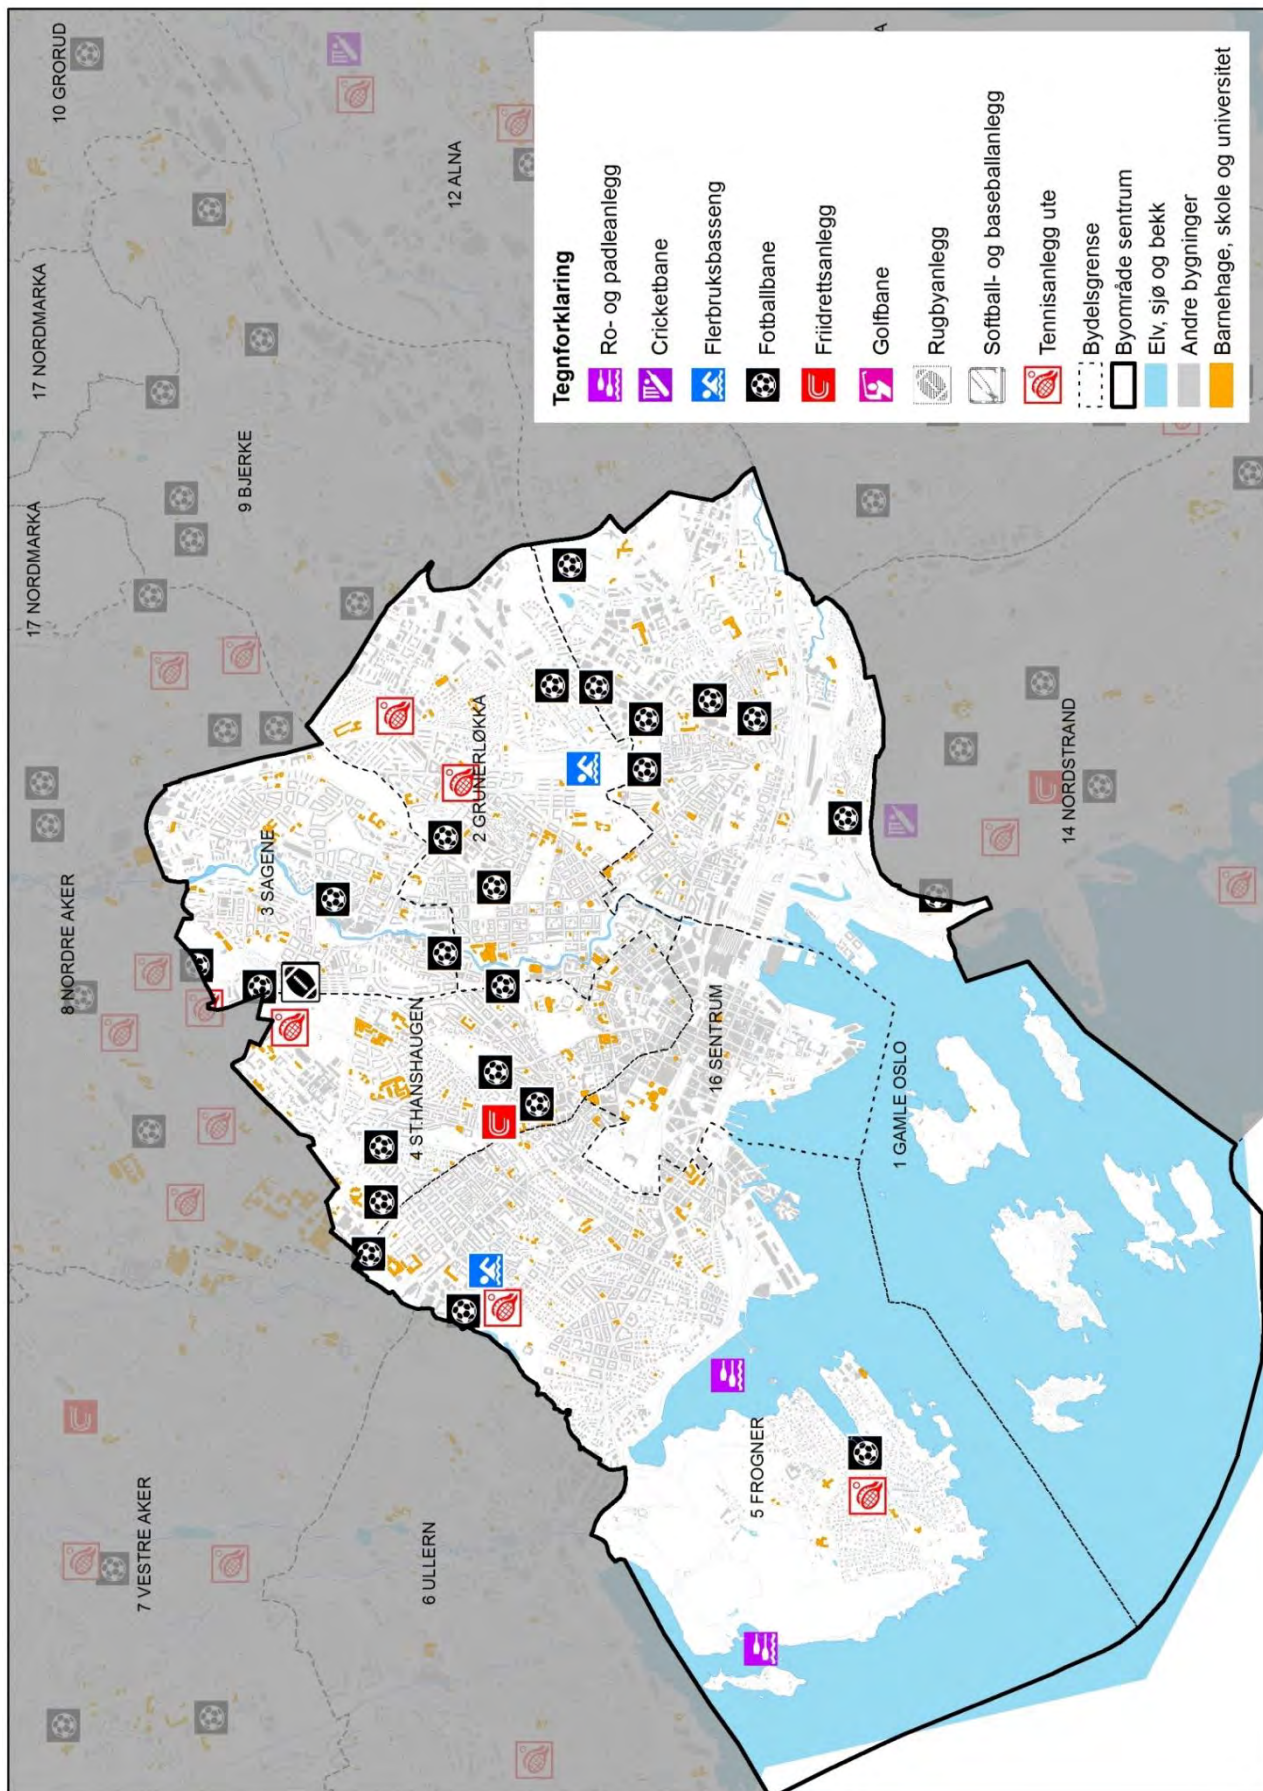 17 NORDMARKA
17 NORDMARKA
10 GRORUD
8 NORDRE AKER
9 BJERKE
12 ALNA
7 VESTRE AKER
3 SAGENE
2 GRÜNERLØKKA
4 ST.HANSHAUGEN
6 ULLERN
16 SENTRUM
5 FROGNER
1 GAMLE OSLO
14 NORDSTRAND
A
Tegnforklaring
Ro- og padleanlegg
Cricketbane
Flerbruksbasseng
Fotballbane
Friidrettsanlegg
Golfbane
Rugbyanlegg
Softball- og baseballanlegg
Tennisanlegg ute
Bydelsgrense
Byområde sentrum
Elv, sjø og bekk
Andre bygninger
Barnehage, skole og universitet